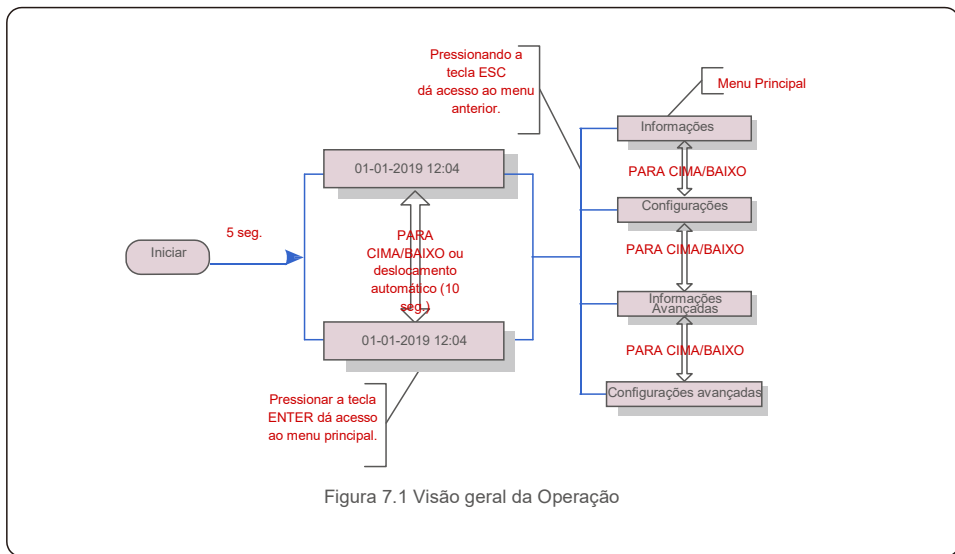 Pressionando a
tecla ESC
dá acesso ao menu
anterior.
Menu Principal
Informações
PARA CIMA/BAIXO
Configurações
PARA CIMA/BAIXO
Informações
Avançadas
PARA CIMA/BAIXO
Configurações avançadas
01-01-2019 12:04
5 seg.
Iniciar
PARA
CIMA/BAIXO ou
deslocamento
automático (10
seg.)
01-01-2019 12:04
Pressionar a tecla
ENTER dá acesso
ao menu principal.
Figura 7.1 Visão geral da Operação